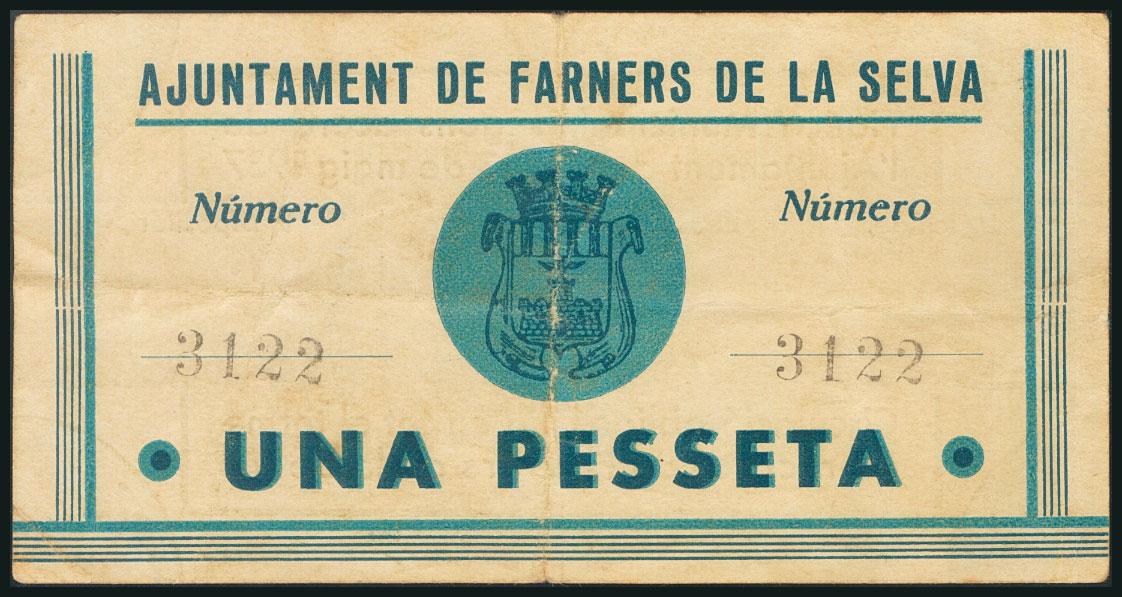 AJUNTAMENT DE FARNERS DE LA SELVA
Número Número
3122 3122
UNA PESSETA